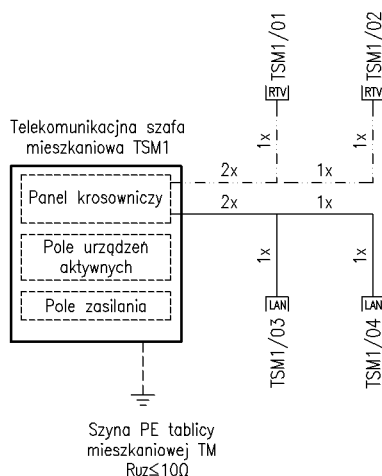 TSM1/01
TSM1/02
RTV
RTV
1x
1x
Telekomunikacjna szafa
mieszkaniowa TSM1
2x
1x
Panel krosowniczy
2x
1x
Pole urządzeń
aktywnych
1x
1x
Pole zasilania
LAN
LAN
TSM1/03
TSM1/04
Szyna PE tablicy
mieszkaniowej TM
Ruz≤10Ω